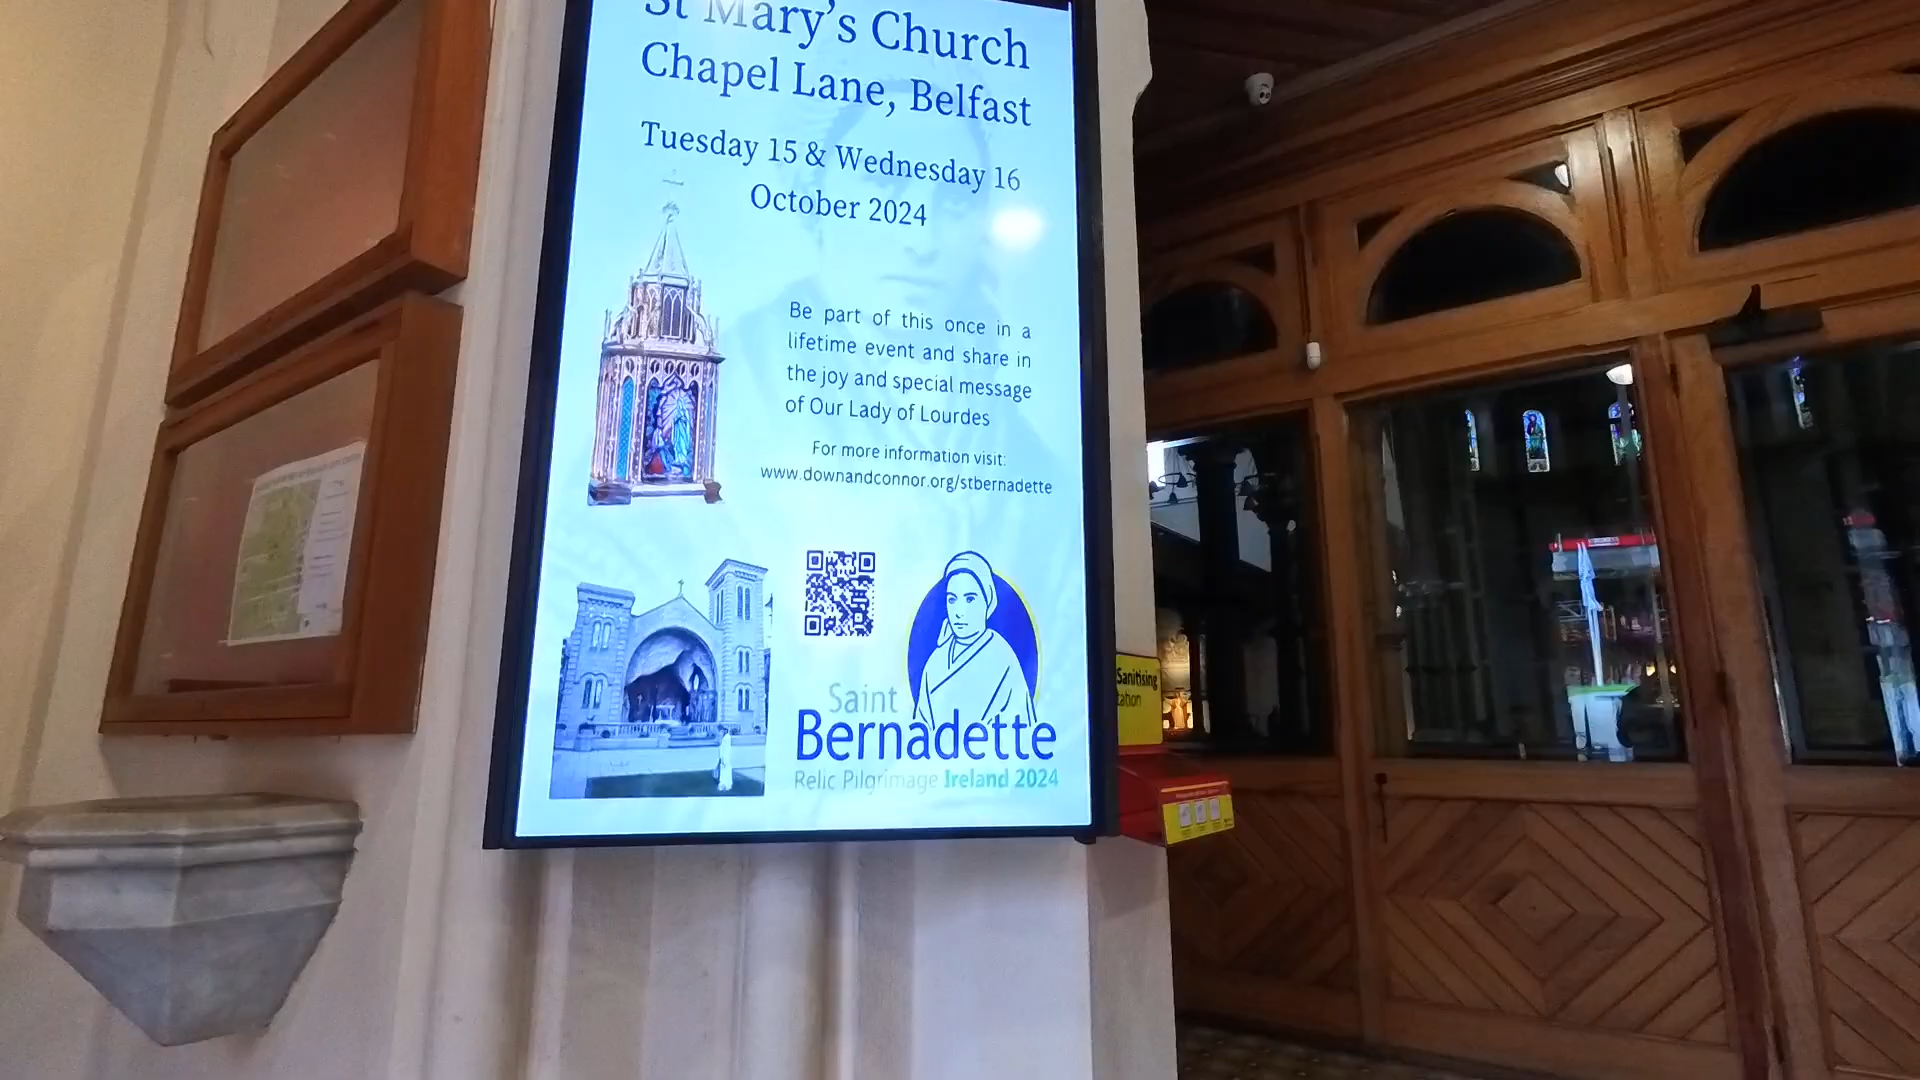 St Mary's Church
Chapel Lane, Belfast
Tuesday 15 & Wednesday 16
October 2024
Be part of this once in a
lifetime event and share in
the joy and special message
of Our Lady of Lourdes
For more information visit:
www.downandconnor.org/stbernadette
Saint
Bernadette
Relic Pilgrimage Ireland 2024
Sanitising